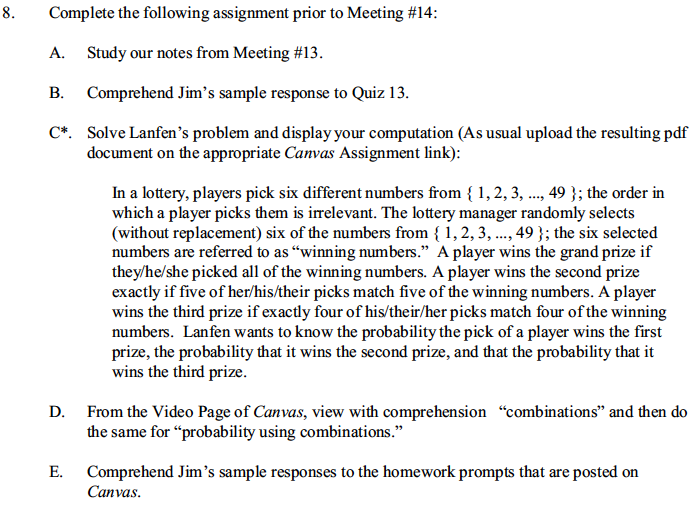 8. Complete the following assignment prior to Meeting #14:
A. Study our notes from Meeting #13.
B. Comprehend Jim's sample response to Quiz 13.
C*. Solve Lanfen's problem and display your computation (As usual upload the resulting pdf
document on the appropriate Canvas Assignment link):
In a lottery, players pick six different numbers from { 1, 2, 3, ..., 49 }; the order in
which a player picks them is irrelevant. The lottery manager randomly selects
(without replacement) six of the numbers from { 1, 2, 3, ..., 49 }; the six selected
numbers are referred to as “winning numbers.” A player wins the grand prize if
they/he/she picked all of the winning numbers. A player wins the second prize
exactly if five of her/his/their picks match five of the winning numbers. A player
wins the third prize if exactly four of his/their/her picks match four of the winning
numbers. Lanfen wants to know the probability the pick of a player wins the first
prize, the probability that it wins the second prize, and that the probability that it
wins the third prize.
D. From the Video Page of Canvas, view with comprehension “combinations” and then do
the same for “probability using combinations.”
E. Comprehend Jim's sample responses to the homework prompts that are posted on
Canvas.